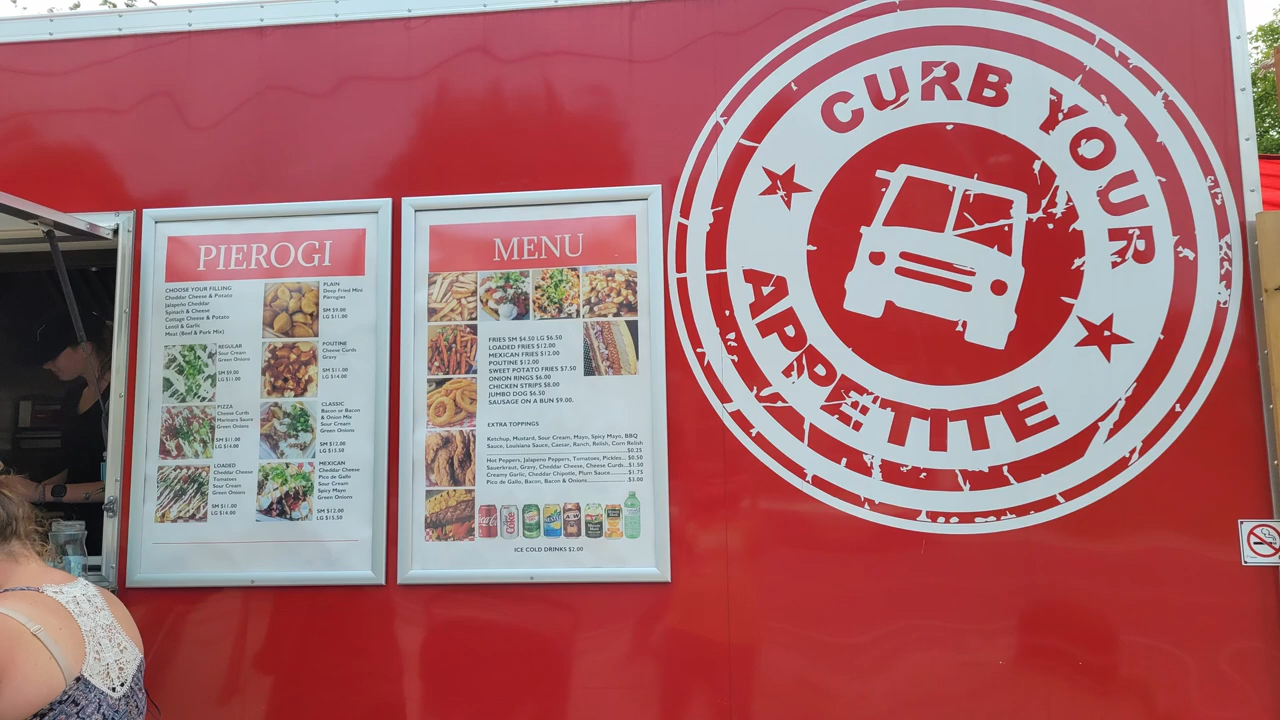 CURB YOUR
APPETITE
PIEROGI
CHOOSE YOUR FILLING
Cheddar Cheese & Potato
Jalapeño Cheddar
Spinach & Cheese
Cottage Cheese & Potato
Lentil & Garlic
Meat (Beef & Pork Mix)
REGULAR
Sour Cream
Green Onions
SM $9.00
LG $11.00
PIZZA
Cheese Curds
Marinara Sauce
Green Onions
SM $11.00
LG $14.00
LOADED
Cheddar Cheese
Tomatoes
Sour Cream
Green Onions
SM $11.00
LG $14.00
PLAIN
Deep Fried Mini
Pierogies
SM $9.00
LG $11.00
POUTINE
Cheese Curds
Gravy
SM $11.00
LG $14.00
CLASSIC
Bacon or Bacon
& Onion Mix
Sour Cream
Green Onions
SM $12.00
LG $15.50
MEXICAN
Cheddar Cheese
Pico de Gallo
Sour Cream
Spicy Mayo
Green Onions
SM $12.00
LG $15.50
MENU
FRIES SM $4.50 LG $6.50
LOADED FRIES $12.00
MEXICAN FRIES $12.00
POUTINE $12.00
SWEET POTATO FRIES $7.50
ONION RINGS $6.00
CHICKEN STRIPS $8.00
JUMBO DOG $6.50
SAUSAGE ON A BUN $9.00.
EXTRA TOPPINGS
Ketchup, Mustard, Sour Cream, Mayo, Spicy Mayo, BBQ
Sauce, Louisiana Sauce, Caesar, Ranch, Relish, Corn Relish
$0.25
Hot Peppers, Jalapeno Peppers, Tomatoes, Pickles... $0.50
Sauerkraut, Gravy, Cheddar Cheese, Cheese Curds...$1.50
Creamy Garlic, Cheddar Chipotle, Plum Sauce............$1.75
Pico de Gallo, Bacon, Bacon & Onions.....................$3.00
ICE COLD DRINKS $2.00